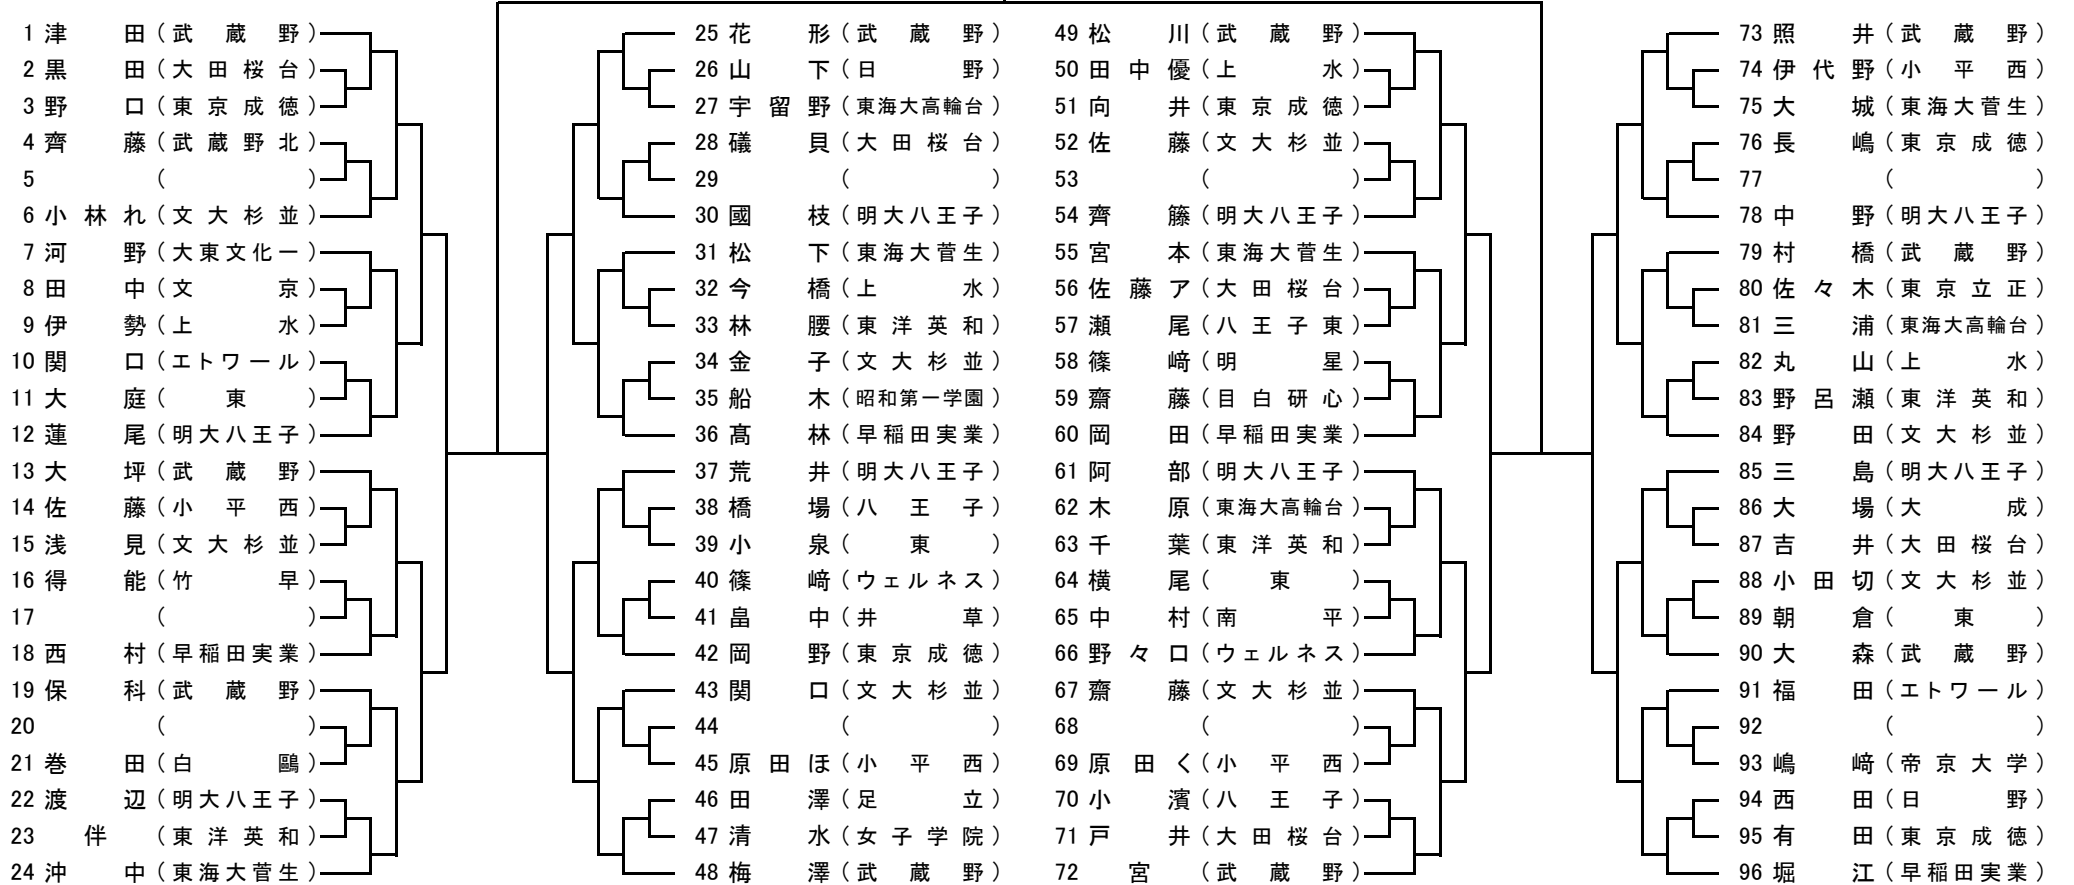 1 津田(武蔵野)
2 黒田(大田桜台)
3 野口(東京成徳)
4 齊藤(武蔵野北)
5 ( )
6 小林れ(文大杉並)
7 河野(大東文化一)
8 田中(文京)
9 伊勢(上水)
10 関口(エトワール)
11 大庭(東)
12 蓮尾(明大八王子)
13 大坪(武蔵野)
14 佐藤(小平西)
15 浅見(文大杉並)
16 得能(竹早)
17 ( )
18 西村(早稲田実業)
19 保科(武蔵野)
20 ( )
21 巻田(白鷗)
22 渡辺(明大八王子)
23 伴(東洋英和)
24 沖中(東海大菅生)
25 花形(武蔵野)
26 山下(日野)
27 宇留野(東海大高輪台)
28 礒貝(大田桜台)
29 ( )
30 國枝(明大八王子)
31 松下(東海大菅生)
32 今橋(上水)
33 林腰(東洋英和)
34 金子(文大杉並)
35 船木(昭和第一学園)
36 髙林(早稲田実業)
37 荒井(明大八王子)
38 橋場(八王子)
39 小泉(東)
40 篠﨑(ウェルネス)
41 畠中(井草)
42 岡野(東京成徳)
43 関口(文大杉並)
44 ( )
45 原田ほ(小平西)
46 田澤(足立)
47 清水(女子学院)
48 梅澤(武蔵野)
49 松川(武蔵野)
50 田中優(上水)
51 向井(東京成徳)
52 佐藤(文大杉並)
53 ( )
54 齊籐(明大八王子)
55 宮本(東海大菅生)
56 佐藤ア(大田桜台)
57 瀬尾(八王子東)
58 篠﨑(明星)
59 齋藤(目白研心)
60 岡田(早稲田実業)
61 阿部(明大八王子)
62 木原(東海大高輪台)
63 千葉(東洋英和)
64 横尾(東)
65 中村(南平)
66 野々口(ウェルネス)
67 齋藤(文大杉並)
68 ( )
69 原田く(小平西)
70 小濱(八王子)
71 戸井(大田桜台)
72 宮(武蔵野)
73 照井(武蔵野)
74 伊代野(小平西)
75 大城(東海大菅生)
76 長嶋(東京成徳)
77 ( )
78 中野(明大八王子)
79 村橋(武蔵野)
80 佐々木(東京立正)
81 三浦(東海大高輪台)
82 丸山(上水)
83 野呂瀬(東洋英和)
84 野田(文大杉並)
85 三島(明大八王子)
86 大場(大成)
87 吉井(大田桜台)
88 小田切(文大杉並)
89 朝倉(東)
90 大森(武蔵野)
91 福田(エトワール)
92 ( )
93 嶋﨑(帝京大学)
94 西田(日野)
95 有田(東京成徳)
96 堀江(早稲田実業)